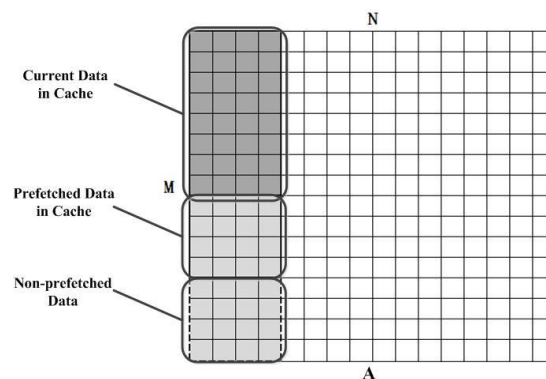 N
Current Data
in Cache
M
Prefetched Data
in Cache
Non-prefetched
Data
A